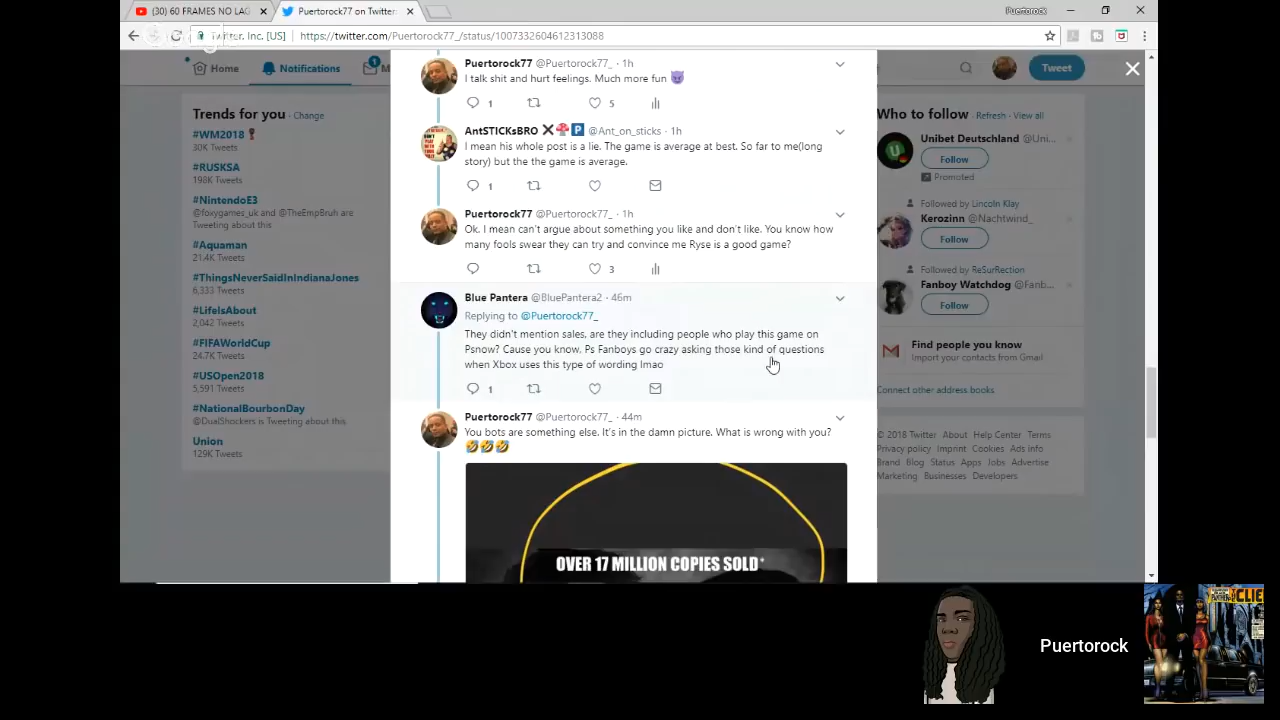 (30) 60 FRAMES NO LAG
Puertorock77 on Twitter:
Puertorock
Twitter, Inc. [US]
https://twitter.com/Puertorock77_/status/1007332604612313088
Home
Notifications
1
M
Tweet
Trends for you · Change
#WM2018
30K Tweets
#RUSKSA
198K Tweets
#NintendoE3
@foxygames_uk and @TheEmpBruh are
Tweeting about this
#Aquaman
21.4K Tweets
#ThingsNeverSaidInIndianaJones
6,333 Tweets
#LifeIsAbout
2,042 Tweets
#FIFAWorldCup
24.7K Tweets
#USOpen2018
5,591 Tweets
#NationalBourbonDay
@DualShockers is Tweeting about this
Union
129K Tweets
Puertorock77 @Puertorock77_ · 1h
I talk shit and hurt feelings. Much more fun 😈
1
5
AntSTICKsBRO ❌🍄🅿 @Ant_on_sticks · 1h
I mean his whole post is a lie. The game is average at best. So far to me(long
story) but the the game is average.
1
Puertorock77 @Puertorock77_ · 1h
Ok. I mean can't argue about something you like and don't like. You know how
many fools swear they can try and convince me Ryse is a good game?
3
Blue Pantera @BluePantera2 · 46m
Replying to @Puertorock77_
They didn't mention sales, are they including people who play this game on
Psnow? Cause you know, Ps Fanboys go crazy asking those kind of questions
when Xbox uses this type of wording lmao
1
Puertorock77 @Puertorock77_ · 44m
You bots are something else. It's in the damn picture. What is wrong with you?
🤣🤣🤣
OVER 17 MILLION COPIES SOLD*
Who to follow · Refresh · View all
Unibet Deutschland @Uni...
Follow
Promoted
Followed by Lincoln Klay
Kerozinn @Nachtwind_
Follow
Followed by ReSurRection
Fanboy Watchdog @Fanb...
Follow
Find people you know
Import your contacts from Gmail
Connect other address books
© 2018 Twitter About Help Center Terms
Privacy policy Imprint Cookies Ads info
Brand Blog Status Apps Jobs Advertise
Marketing Businesses Developers
Puertorock